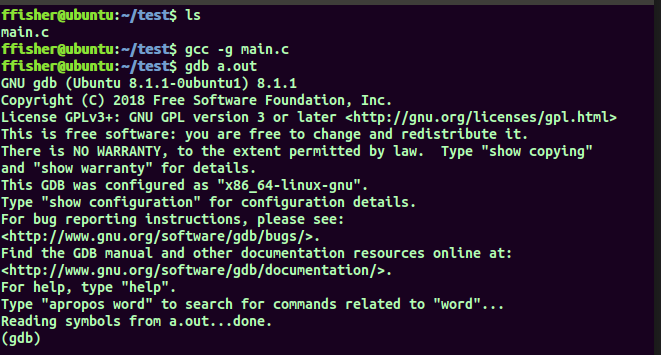 ffisher@ubuntu:~/test$ ls
main.c
ffisher@ubuntu:~/test$ gcc -g main.c
ffisher@ubuntu:~/test$ gdb a.out
GNU gdb (Ubuntu 8.1.1-0ubuntu1) 8.1.1
Copyright (C) 2018 Free Software Foundation, Inc.
License GPLv3+: GNU GPL version 3 or later <http://gnu.org/licenses/gpl.html>
This is free software: you are free to change and redistribute it.
There is NO WARRANTY, to the extent permitted by law.  Type "show copying"
and "show warranty" for details.
This GDB was configured as "x86_64-linux-gnu".
Type "show configuration" for configuration details.
For bug reporting instructions, please see:
<http://www.gnu.org/software/gdb/bugs/>.
Find the GDB manual and other documentation resources online at:
<http://www.gnu.org/software/gdb/documentation/>.
For help, type "help".
Type "apropos word" to search for commands related to "word"...
Reading symbols from a.out...done.
(gdb)